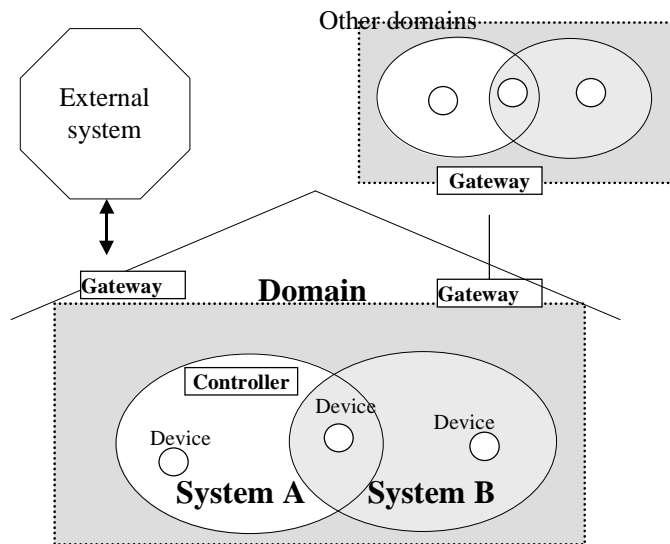 Other domains
External
system
Gateway
Gateway
Domain
Gateway
Controller
Device
Device
Device
System A
System B